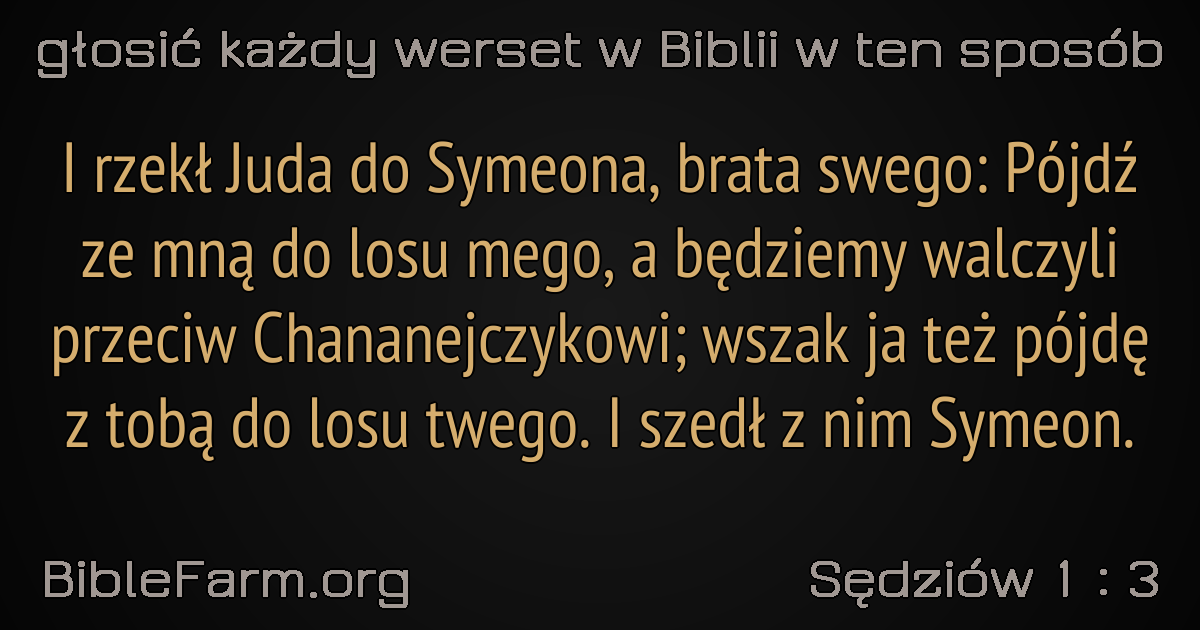 głosić każdy werset w Biblii w ten sposób
I rzekł Juda do Symeona, brata swego: Pójdź
ze mną do losu mego, a będziemy walczyli
przeciw Chananejczykowi; wszak ja też pójdę
z tobą do losu twego. I szedł z nim Symeon.
BibleFarm.org
Sędziów 1 : 3